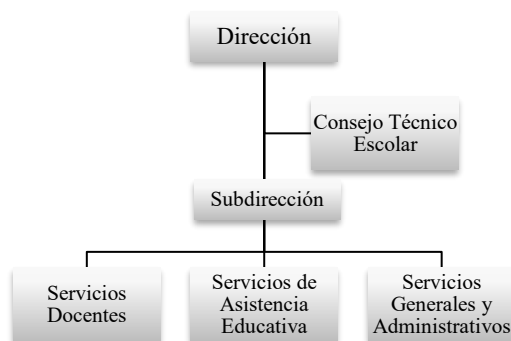 Dirección
Consejo Técnico
Escolar
Subdirección
Servicios
Docentes
Servicios de
Asistencia
Educativa
Servicios
Generales y
Administrativos